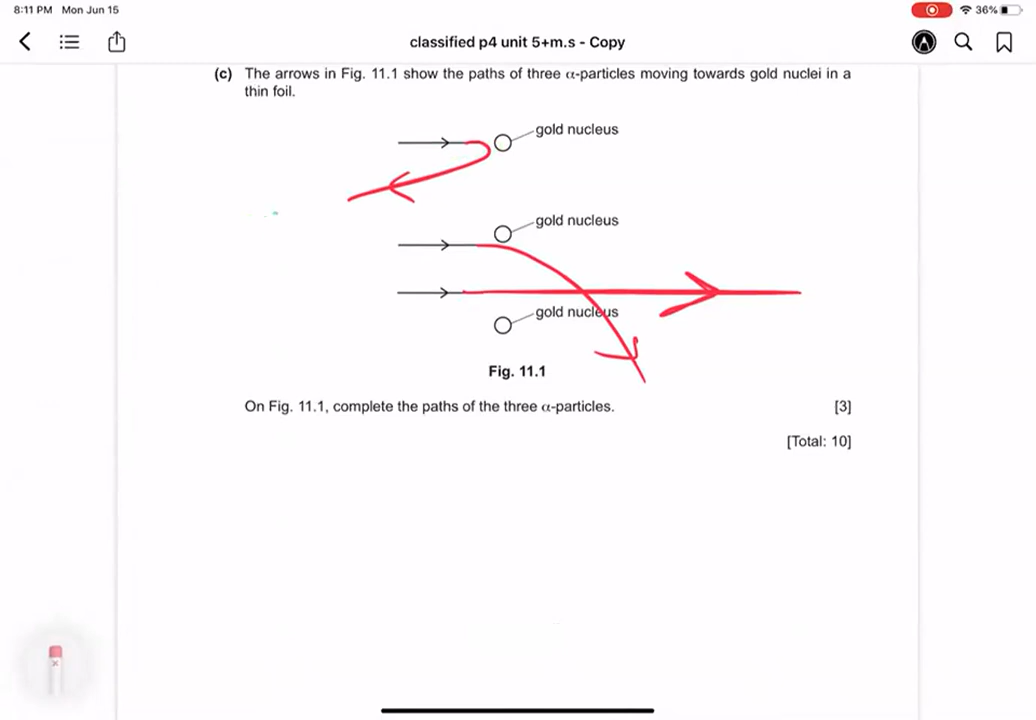 8:11 PM Mon Jun 15
36%
classified p4 unit 5+m.s - Copy
(c) The arrows in Fig. 11.1 show the paths of three α-particles moving towards gold nuclei in a
thin foil.
gold nucleus
gold nucleus
gold nucleus
Fig. 11.1
On Fig. 11.1, complete the paths of the three α-particles. [3]
[Total: 10]